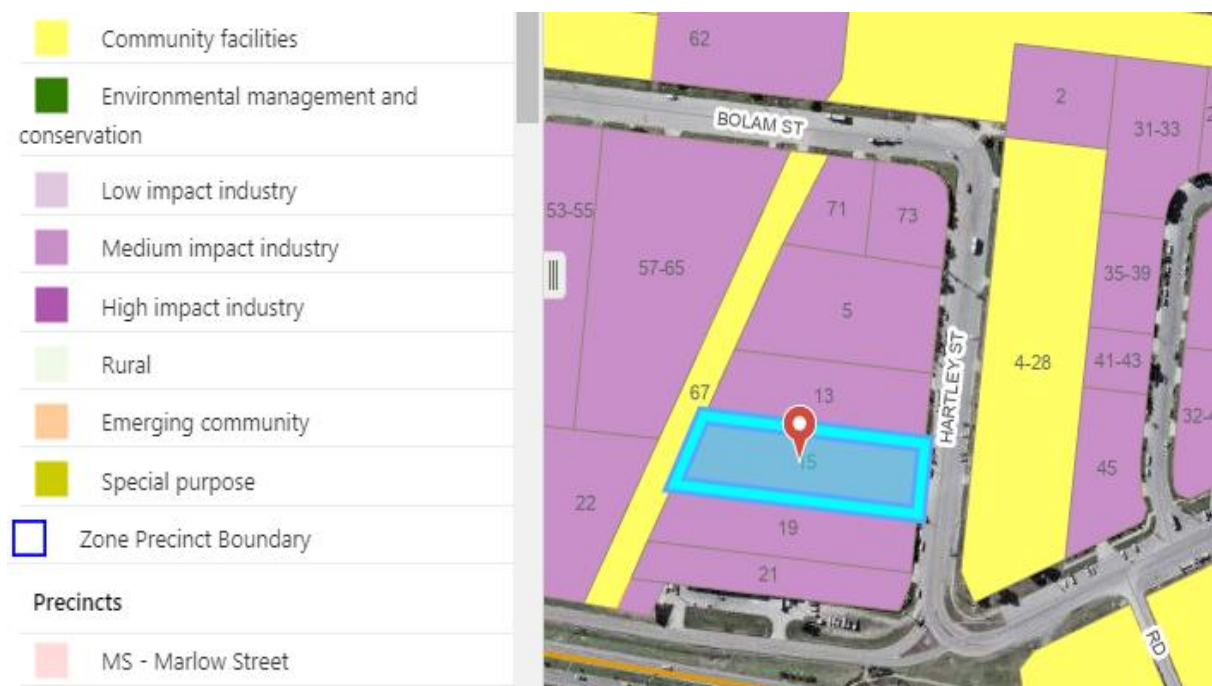 Community facilities
Environmental management and
conservation
Low impact industry
Medium impact industry
High impact industry
Rural
Emerging community
Special purpose
Zone Precinct Boundary
Precincts
MS - Marlow Street
62
BOLAM ST
2
31-33
53-55
71
73
57-65
35-39
5
HARTLEY ST
4-28
41-43
67
13
32-4
15
45
22
19
21
RD